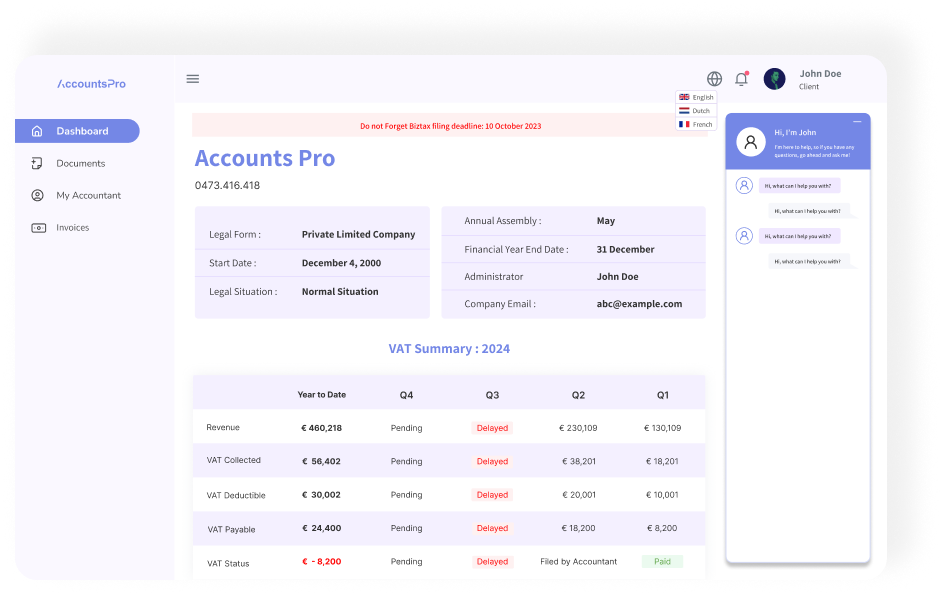 AccountsPro
Dashboard
Documents
My Accountant
Invoices
John Doe
Client
English
Dutch
French
Do not Forget Biztax filing deadline: 10 October 2023
Accounts Pro
0473.416.418
Legal Form : Private Limited Company
Start Date : December 4, 2000
Legal Situation : Normal Situation
Annual Assembly : May
Financial Year End Date : 31 December
Administrator John Doe
Company Email : abc@example.com
VAT Summary : 2024
Year to Date Q4 Q3 Q2 Q1
Revenue € 460,218 Pending Delayed € 230,109 € 130,109
VAT Collected € 56,402 Pending Delayed € 38,201 € 18,201
VAT Deductible € 30,002 Pending Delayed € 20,001 € 10,001
VAT Payable € 24,400 Pending Delayed € 18,200 € 8,200
VAT Status € - 8,200 Pending Delayed Filed by Accountant Paid
Hi, I'm John
I'm here to help, so if you have any
questions, go ahead and ask me!
Hi, what can I help you with?
Hi, what can I help you with?
Hi, what can I help you with?
Hi, what can I help you with?